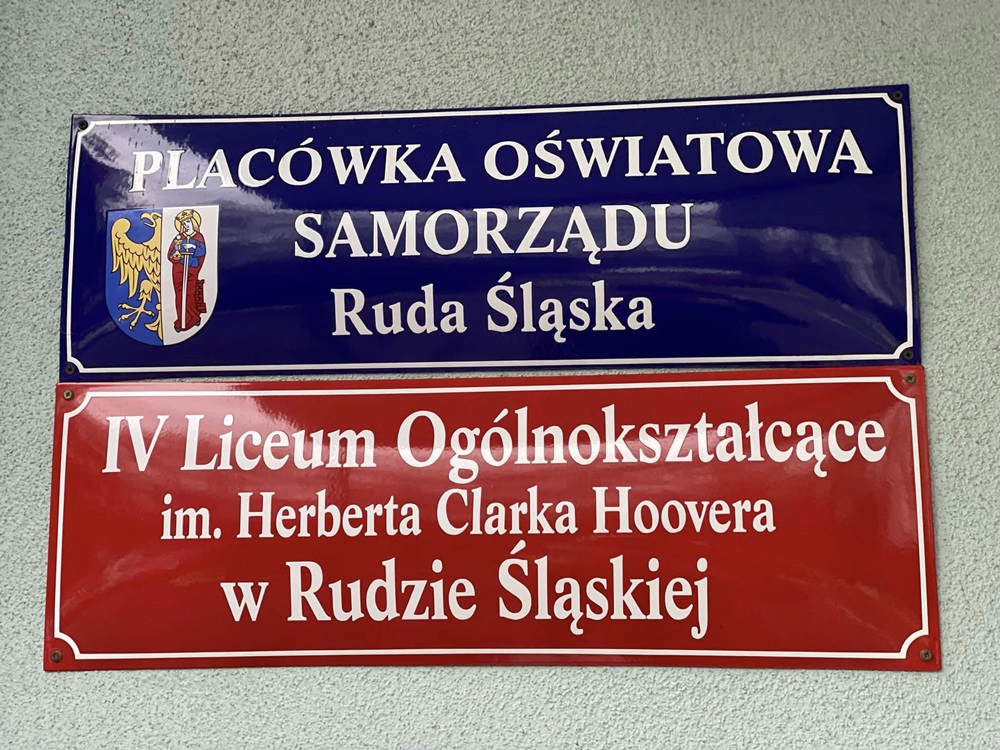 PLACÓWKA OŚWIATOWA
SAMORZĄDU
Ruda Śląska
IV Liceum Ogólnokształcące
im. Herberta Clarka Hoovera
w Rudzie Śląskiej